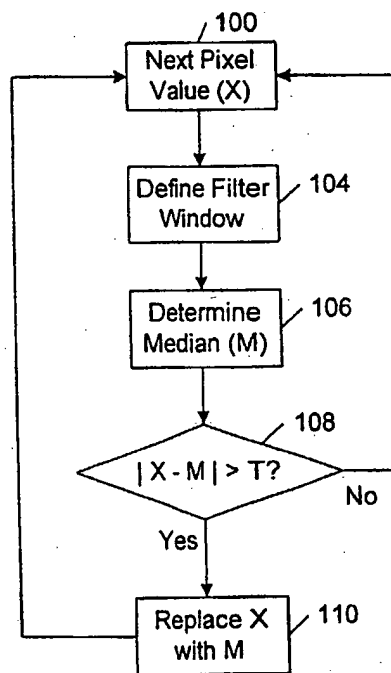 100
Next Pixel
Value (X)
104
Define Filter
Window
106
Determine
Median (M)
108
| X - M | > T?
No
Yes
Replace X
with M
110